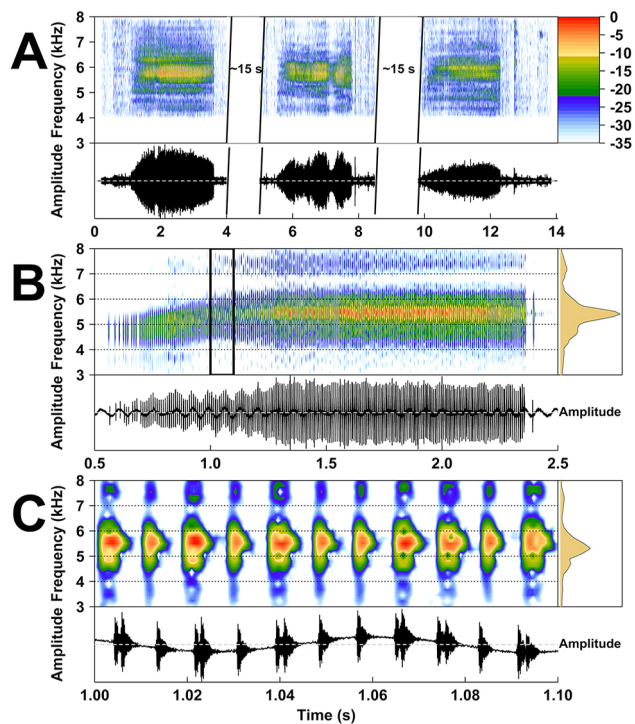 A
Frequency (kHz)
8
7
6
5
4
3
~15 s
~15 s
0
-5
-10
-15
-20
-25
-30
-35
Amplitude
0 2 4 6 8 10 12 14
B
Frequency (kHz)
8
7
6
5
4
3
Amplitude
Amplitude
0.5 1.0 1.5 2.0 2.5
C
Frequency (kHz)
8
7
6
5
4
3
Amplitude
Amplitude
1.00 1.02 1.04 1.06 1.08 1.10
Time (s)